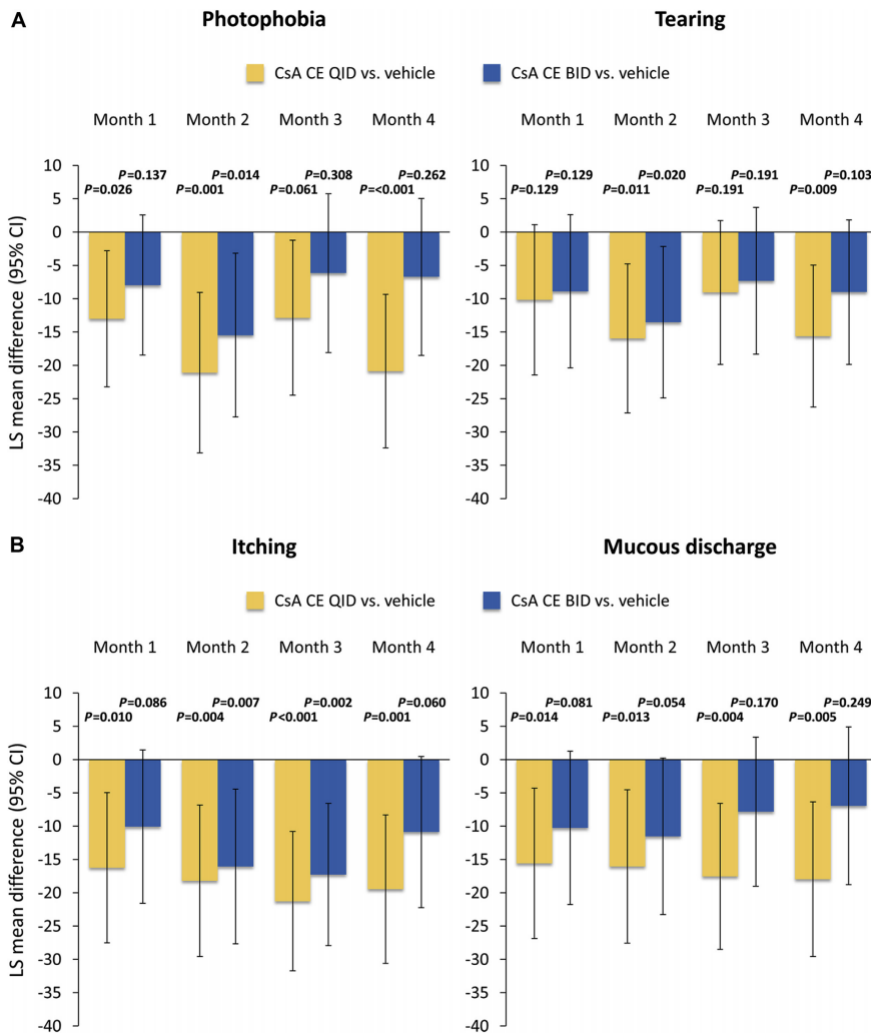 A
Photophobia
Tearing
CsA CE QID vs. vehicle
CsA CE BID vs. vehicle
Month 1
Month 2
Month 3
Month 4
Month 1
Month 2
Month 3
Month 4
LS mean difference (95% CI)
10
5
0
-5
-10
-15
-20
-25
-30
-35
-40
P=0.137
P=0.014
P=0.308
P=0.262
P=0.026
P=0.001
P=0.061
P=<0.001
10
5
0
-5
-10
-15
-20
-25
-30
-35
-40
P=0.129
P=0.020
P=0.191
P=0.103
P=0.129
P=0.011
P=0.191
P=0.009
B
Itching
Mucous discharge
CsA CE QID vs. vehicle
CsA CE BID vs. vehicle
Month 1
Month 2
Month 3
Month 4
Month 1
Month 2
Month 3
Month 4
LS mean difference (95% CI)
10
5
0
-5
-10
-15
-20
-25
-30
-35
-40
P=0.086
P=0.007
P=0.002
P=0.060
P=0.010
P=0.004
P<0.001
P=0.001
10
5
0
-5
-10
-15
-20
-25
-30
-35
-40
P=0.081
P=0.054
P=0.170
P=0.249
P=0.014
P=0.013
P=0.004
P=0.005